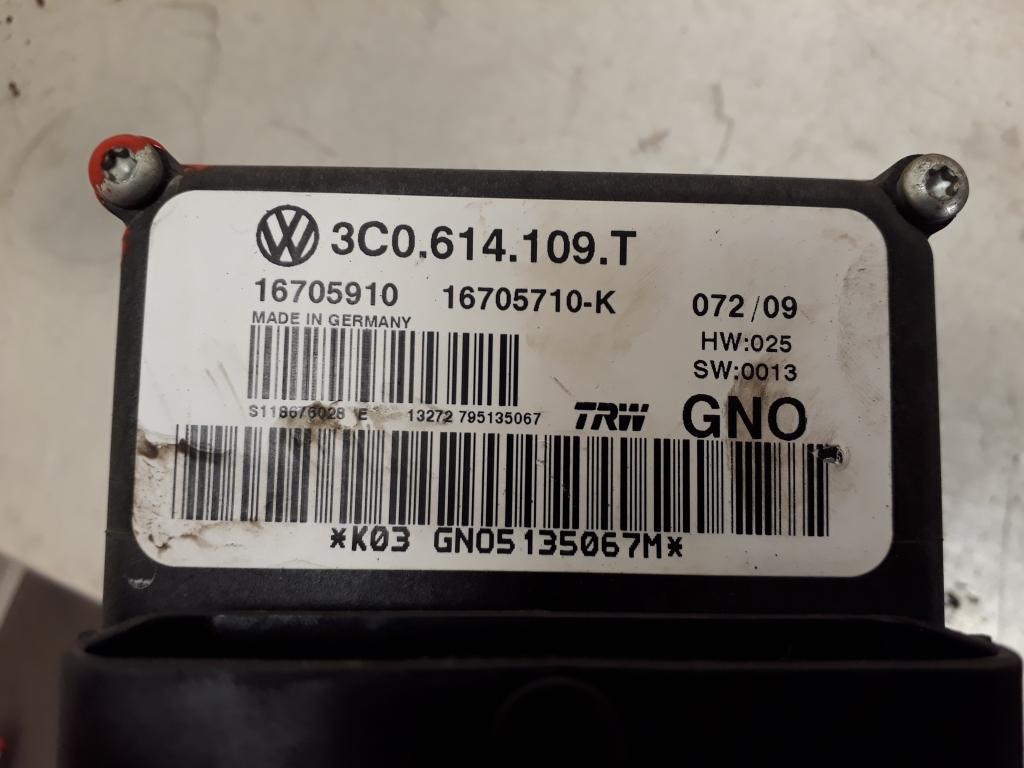 3C0.614.109.T
16705910 16705710-K 072/09
MADE IN GERMANY
HW:025
SW:0013
S118676028 E 13272 795135067 TRW GNO
*K03 GNO5135067M*